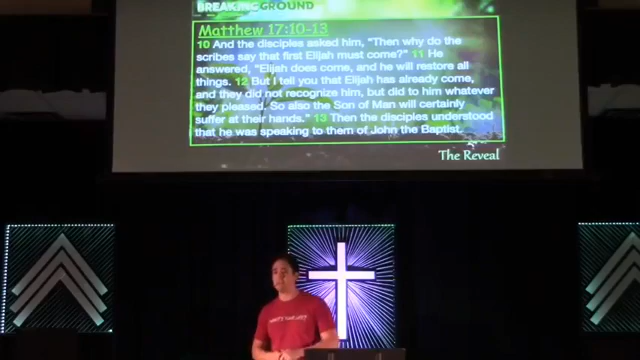 BREAKINGROUND
Matthew 17:10-13
10 And the disciples asked him, "Then why do the
scribes say that first Elijah must come?" 11 He
answered, "Elijah does come, and he will restore all
things. 12 But I tell you that Elijah has already come,
and they did not recognize him, but did to him whatever
they pleased. So also the Son of Man will certainly
suffer at their hands." 13 Then the disciples understood
that he was speaking to them of John the Baptist.
The Reveal